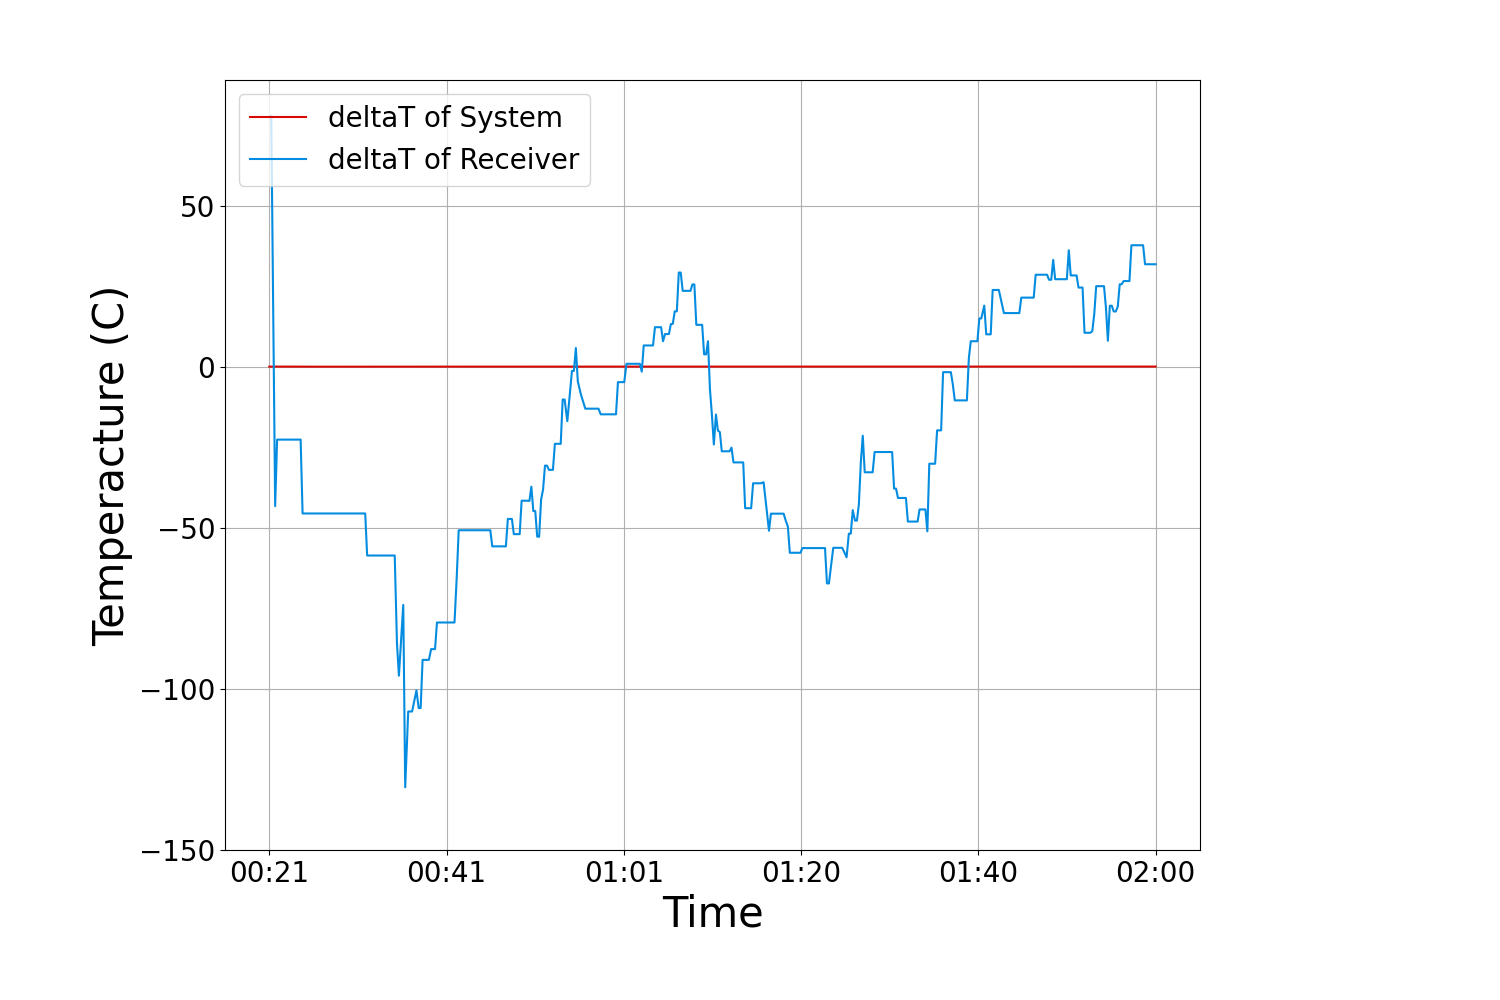 deltaT of System
deltaT of Receiver
50
0
−50
−100
−150
00:21 00:41 01:01 01:20 01:40 02:00
Time
Temperacture (C)